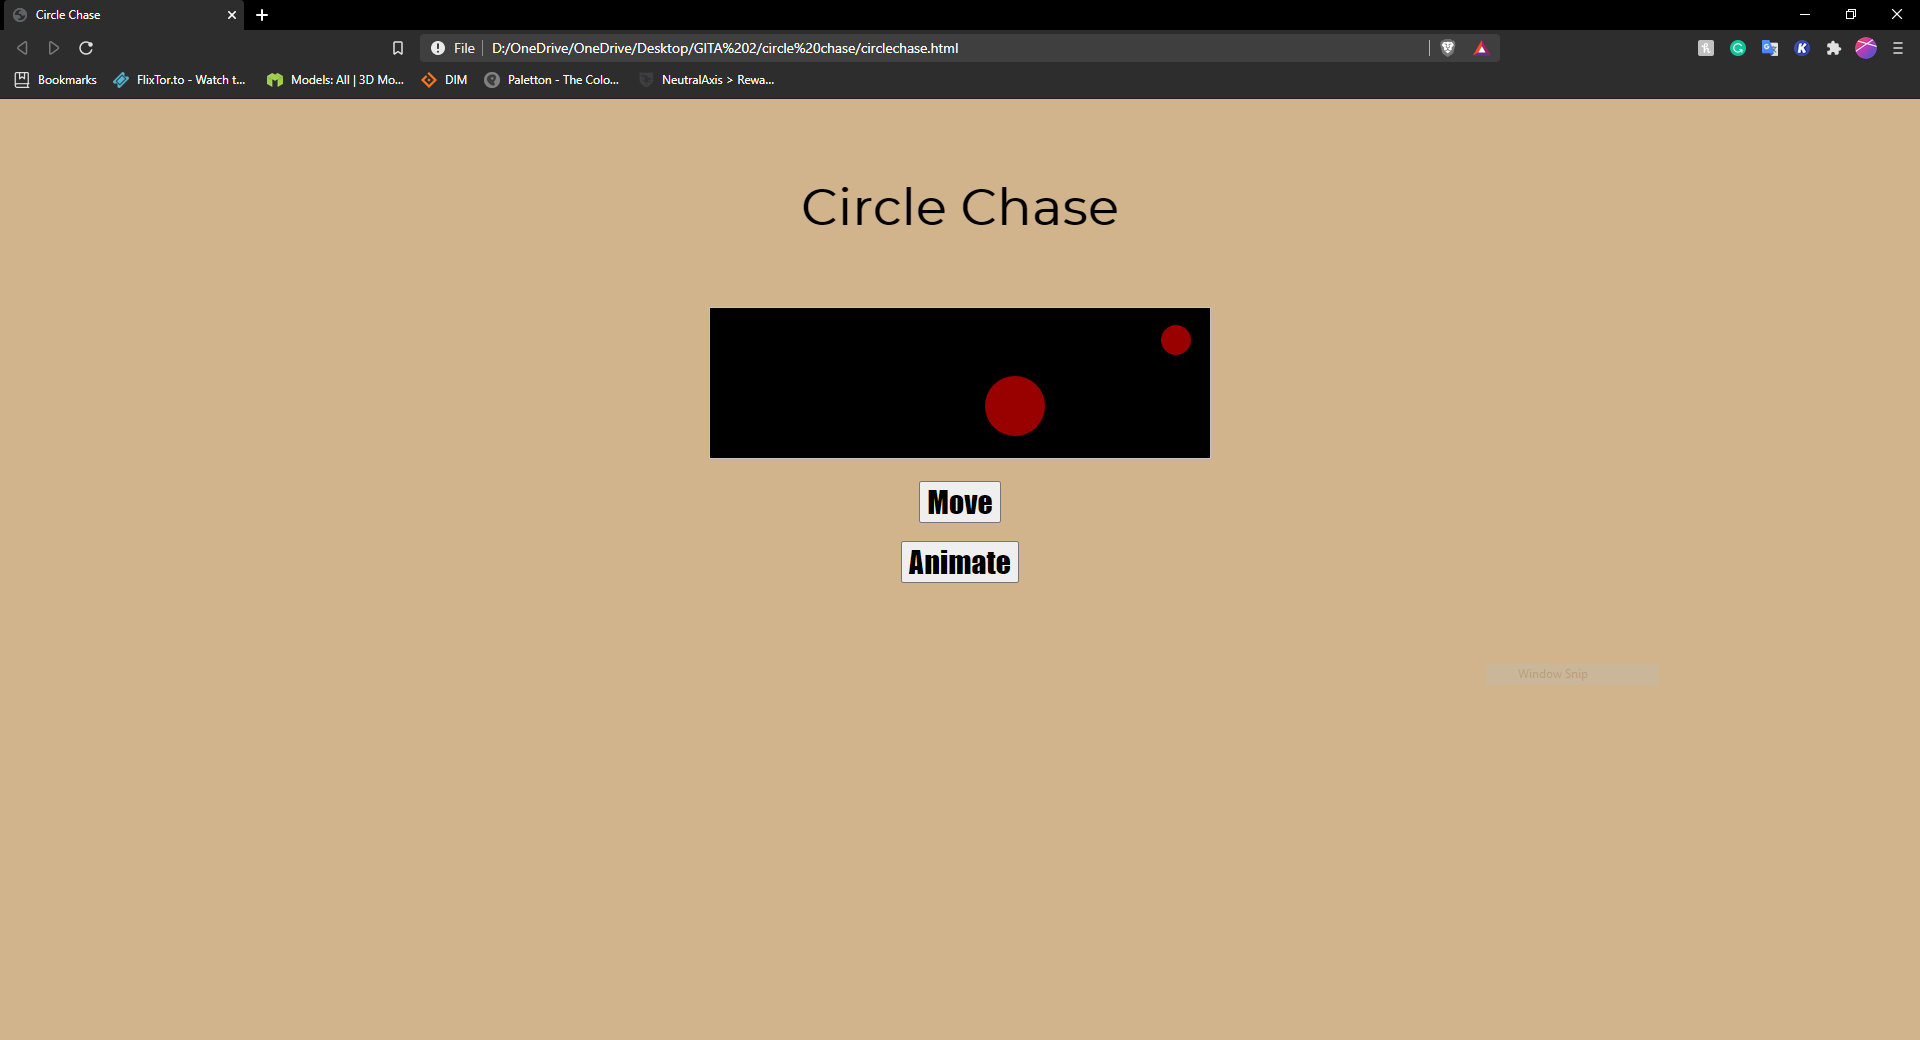 Circle Chase
File D:/OneDrive/OneDrive/Desktop/GITA%202/circle%20chase/circlechase.html
Bookmarks FlixTor.to - Watch t... Models: All | 3D Mo... DIM Paletton - The Colo... NeutralAxis > Rewa...
Circle Chase
Move
Animate
Window Snip